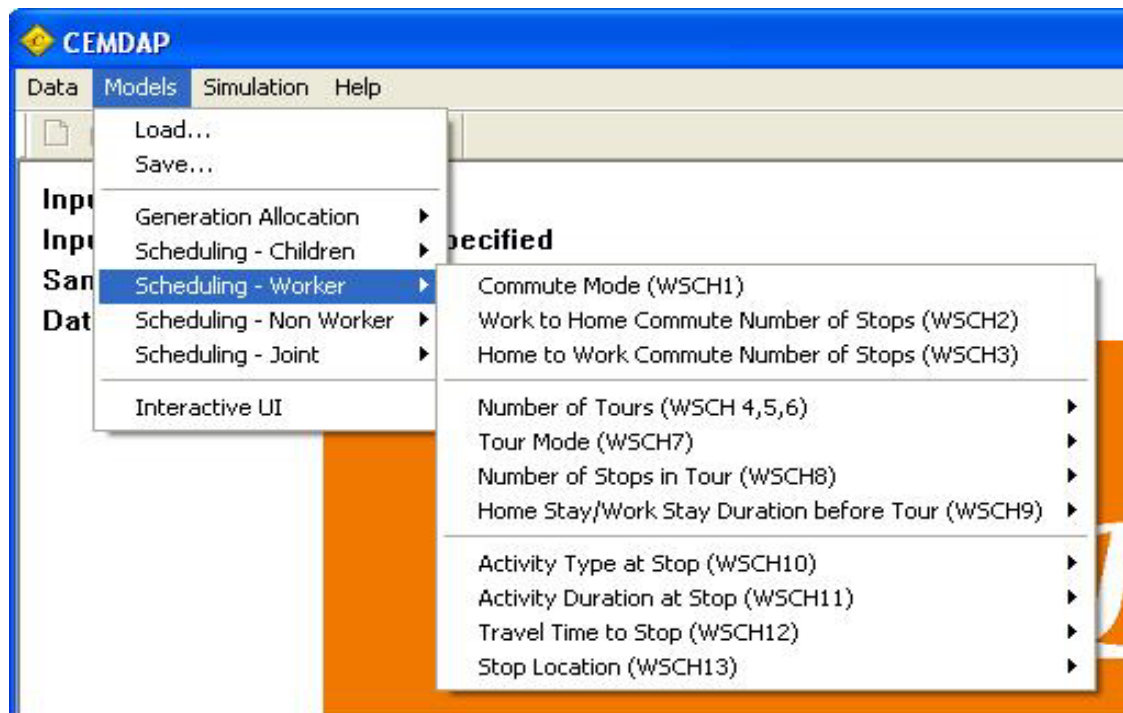 CEMDAP
Data Models Simulation Help
Load...
Save...
Generation Allocation
Scheduling - Children
Scheduling - Worker
Scheduling - Non Worker
Scheduling - Joint
Interactive UI
Commute Mode (WSCH1)
Work to Home Commute Number of Stops (WSCH2)
Home to Work Commute Number of Stops (WSCH3)
Number of Tours (WSCH 4,5,6)
Tour Mode (WSCH7)
Number of Stops in Tour (WSCH8)
Home Stay/Work Stay Duration before Tour (WSCH9)
Activity Type at Stop (WSCH10)
Activity Duration at Stop (WSCH11)
Travel Time to Stop (WSCH12)
Stop Location (WSCH13)